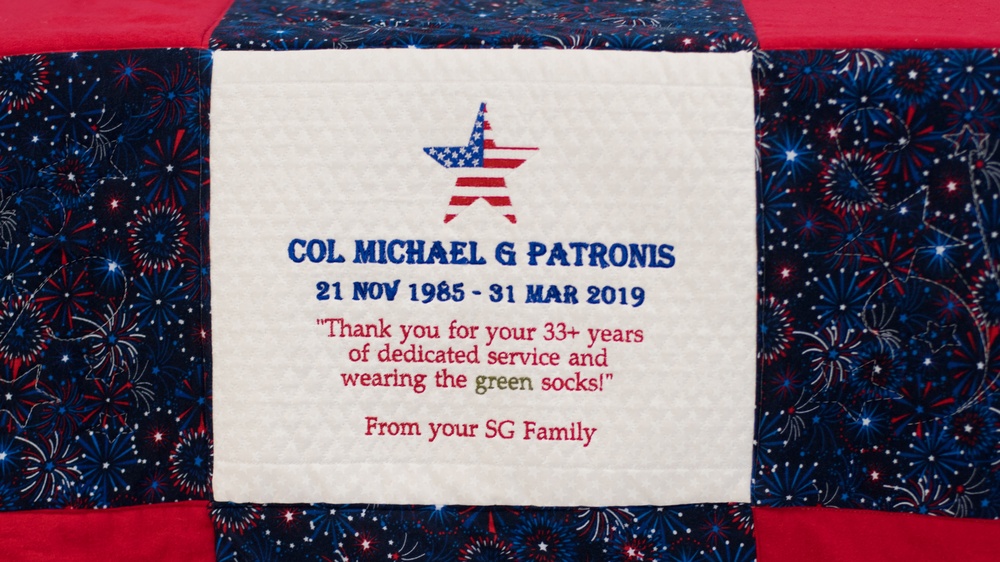 COL MICHAEL G PATRONIS
21 NOV 1985 - 31 MAR 2019
"Thank you for your 33+ years
of dedicated service and
wearing the green socks!"
From your SG Family